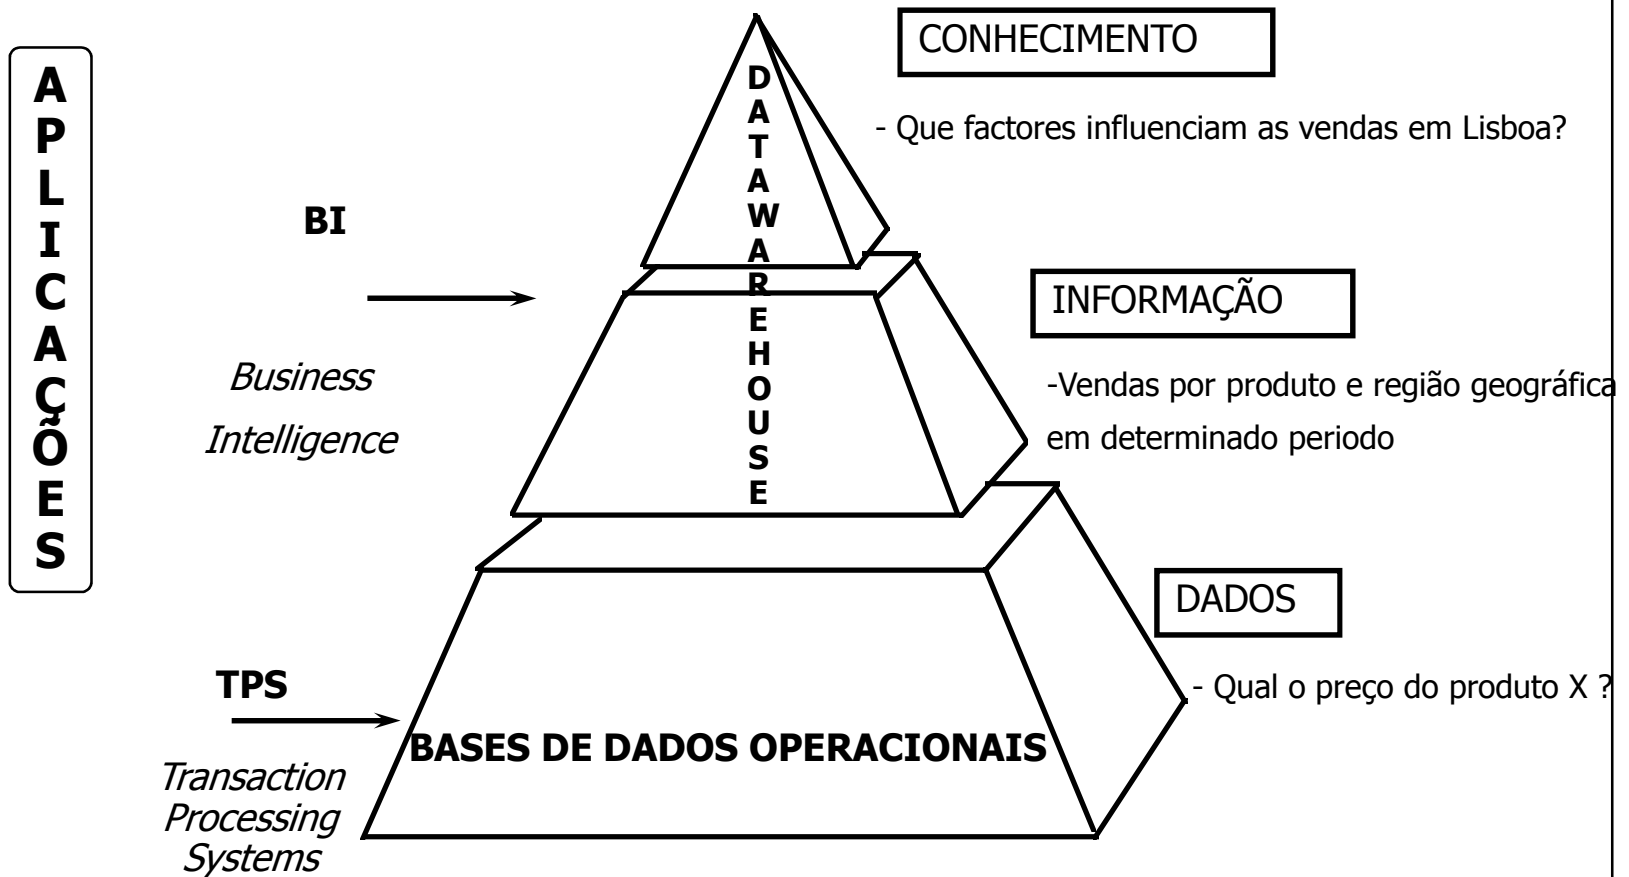 APLICAÇÕES
DATAWAREHOUSE
CONHECIMENTO
- Que factores influenciam as vendas em Lisboa?
BI
Business
Intelligence
INFORMAÇÃO
-Vendas por produto e região geográfica
em determinado periodo
DADOS
- Qual o preço do produto X ?
TPS
Transaction
Processing
Systems
BASES DE DADOS OPERACIONAIS